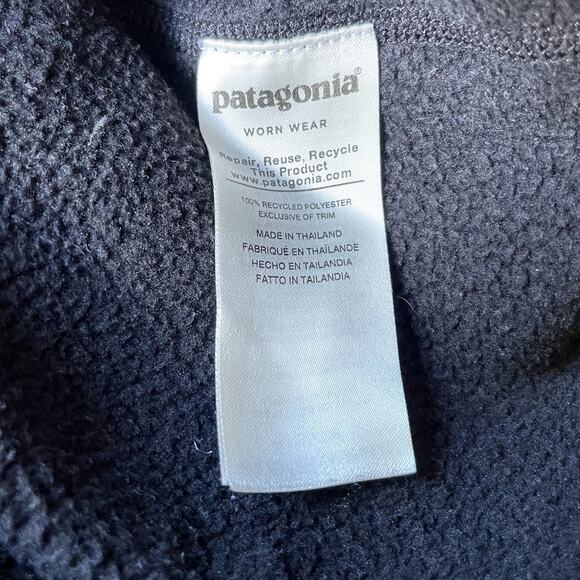 patagonia®
WORN WEAR
Repair, Reuse, Recycle
This Product
www.patagonia.com
100% RECYCLED POLYESTER
EXCLUSIVE OF TRIM
MADE IN THAILAND
FABRIQUÉ EN THAÏLANDE
HECHO EN TAILANDIA
FATTO IN TAILANDIA